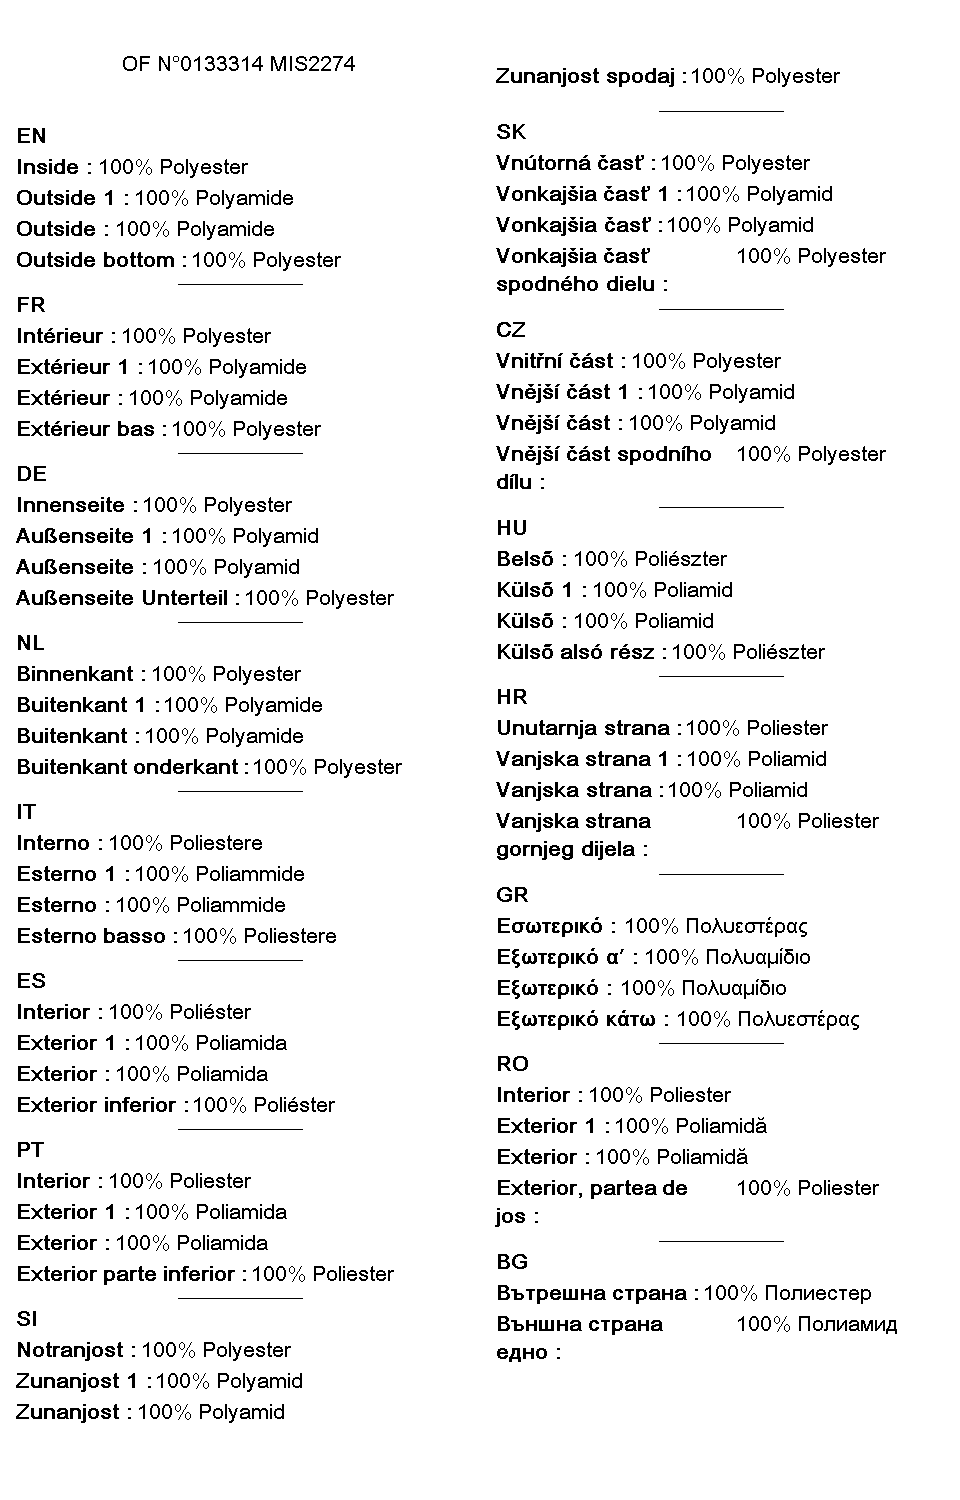 OF N°0133314 MIS2274
EN
Inside : 100% Polyester
Outside 1 : 100% Polyamide
Outside : 100% Polyamide
Outside bottom : 100% Polyester
FR
Intérieur : 100% Polyester
Extérieur 1 : 100% Polyamide
Extérieur : 100% Polyamide
Extérieur bas : 100% Polyester
DE
Innenseite : 100% Polyester
Außenseite 1 : 100% Polyamid
Außenseite : 100% Polyamid
Außenseite Unterteil : 100% Polyester
NL
Binnenkant : 100% Polyester
Buitenkant 1 : 100% Polyamide
Buitenkant : 100% Polyamide
Buitenkant onderkant : 100% Polyester
IT
Interno : 100% Poliestere
Esterno 1 : 100% Poliammide
Esterno : 100% Poliammide
Esterno basso : 100% Poliestere
ES
Interior : 100% Poliéster
Exterior 1 : 100% Poliamida
Exterior : 100% Poliamida
Exterior inferior : 100% Poliéster
PT
Interior : 100% Poliester
Exterior 1 : 100% Poliamida
Exterior : 100% Poliamida
Exterior parte inferior : 100% Poliester
SI
Notranjost : 100% Polyester
Zunanjost 1 : 100% Polyamid
Zunanjost : 100% Polyamid
Zunanjost spodaj : 100% Polyester
SK
Vnútorná časť : 100% Polyester
Vonkajšia časť 1 : 100% Polyamid
Vonkajšia časť : 100% Polyamid
Vonkajšia časť 100% Polyester
spodného dielu :
CZ
Vnitřní část : 100% Polyester
Vnější část 1 : 100% Polyamid
Vnější část : 100% Polyamid
Vnější část spodního 100% Polyester
dílu :
HU
Belső : 100% Poliészter
Külső 1 : 100% Poliamid
Külső : 100% Poliamid
Külső alsó rész : 100% Poliészter
HR
Unutarnja strana : 100% Poliester
Vanjska strana 1 : 100% Poliamid
Vanjska strana : 100% Poliamid
Vanjska strana 100% Poliester
gornjeg dijela :
GR
Εσωτερικό : 100% Πολυεστέρας
Εξωτερικό α΄ : 100% Πολυαμίδιο
Εξωτερικό : 100% Πολυαμίδιο
Εξωτερικό κάτω : 100% Πολυεστέρας
RO
Interior : 100% Poliester
Exterior 1 : 100% Poliamidă
Exterior : 100% Poliamidă
Exterior, partea de 100% Poliester
jos :
BG
Вътрешна страна : 100% Полиестер
Външна страна 100% Полиамид
едно :